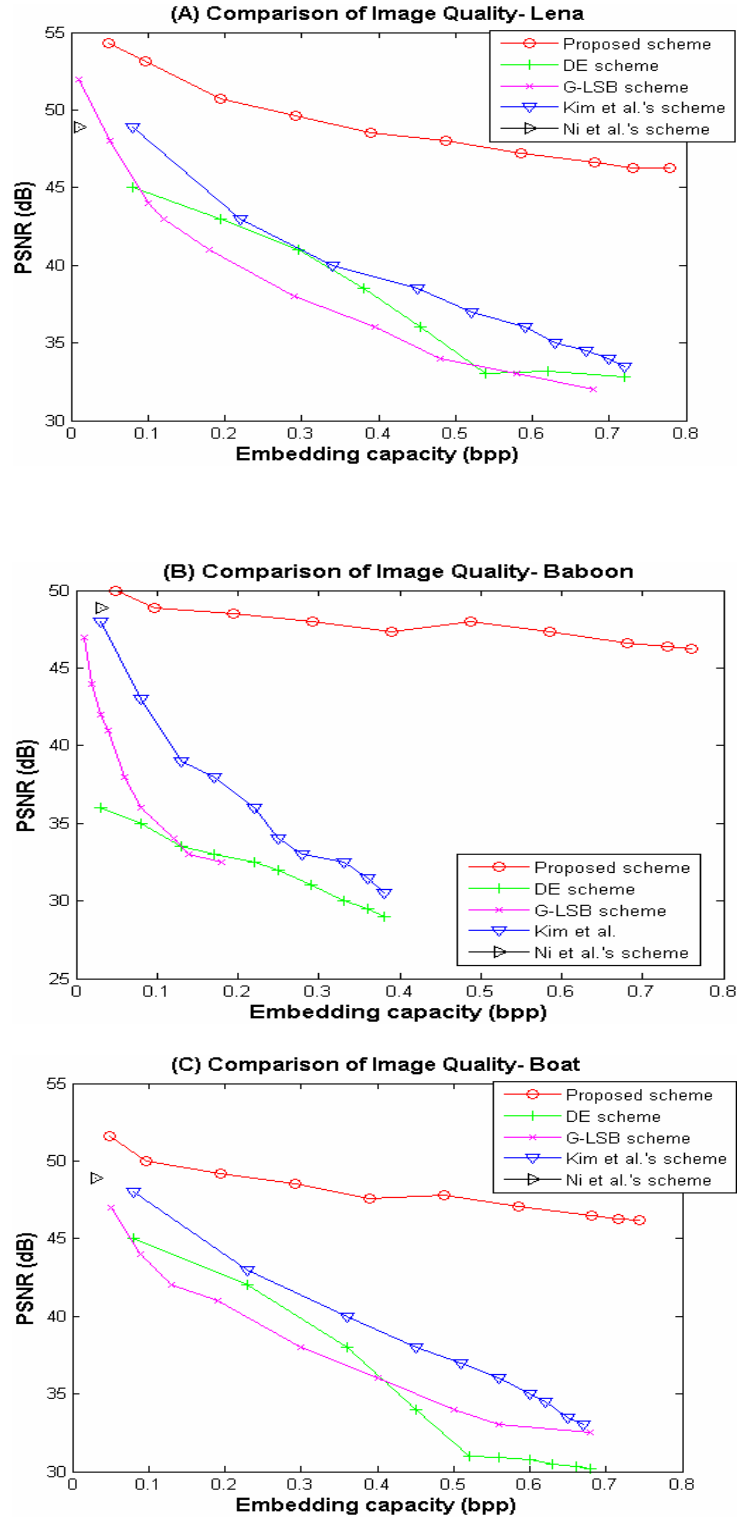 (A) Comparison of Image Quality- Lena
55
50
45
40
35
30
PSNR (dB)
Proposed scheme
DE scheme
G-LSB scheme
Kim et al.'s scheme
Ni et al.'s scheme
0 0.1 0.2 0.3 0.4 0.5 0.6 0.7 0.8
Embedding capacity (bpp)
(B) Comparison of Image Quality- Baboon
50
45
40
35
30
25
PSNR (dB)
Proposed scheme
DE scheme
G-LSB scheme
Kim et al.
Ni et al.'s scheme
0 0.1 0.2 0.3 0.4 0.5 0.6 0.7 0.8
Embedding capacity (bpp)
(C) Comparison of Image Quality- Boat
55
50
45
40
35
30
PSNR (dB)
Proposed scheme
DE scheme
G-LSB scheme
Kim et al.'s scheme
Ni et al.'s scheme
0 0.1 0.2 0.3 0.4 0.5 0.6 0.7 0.8
Embedding capacity (bpp)